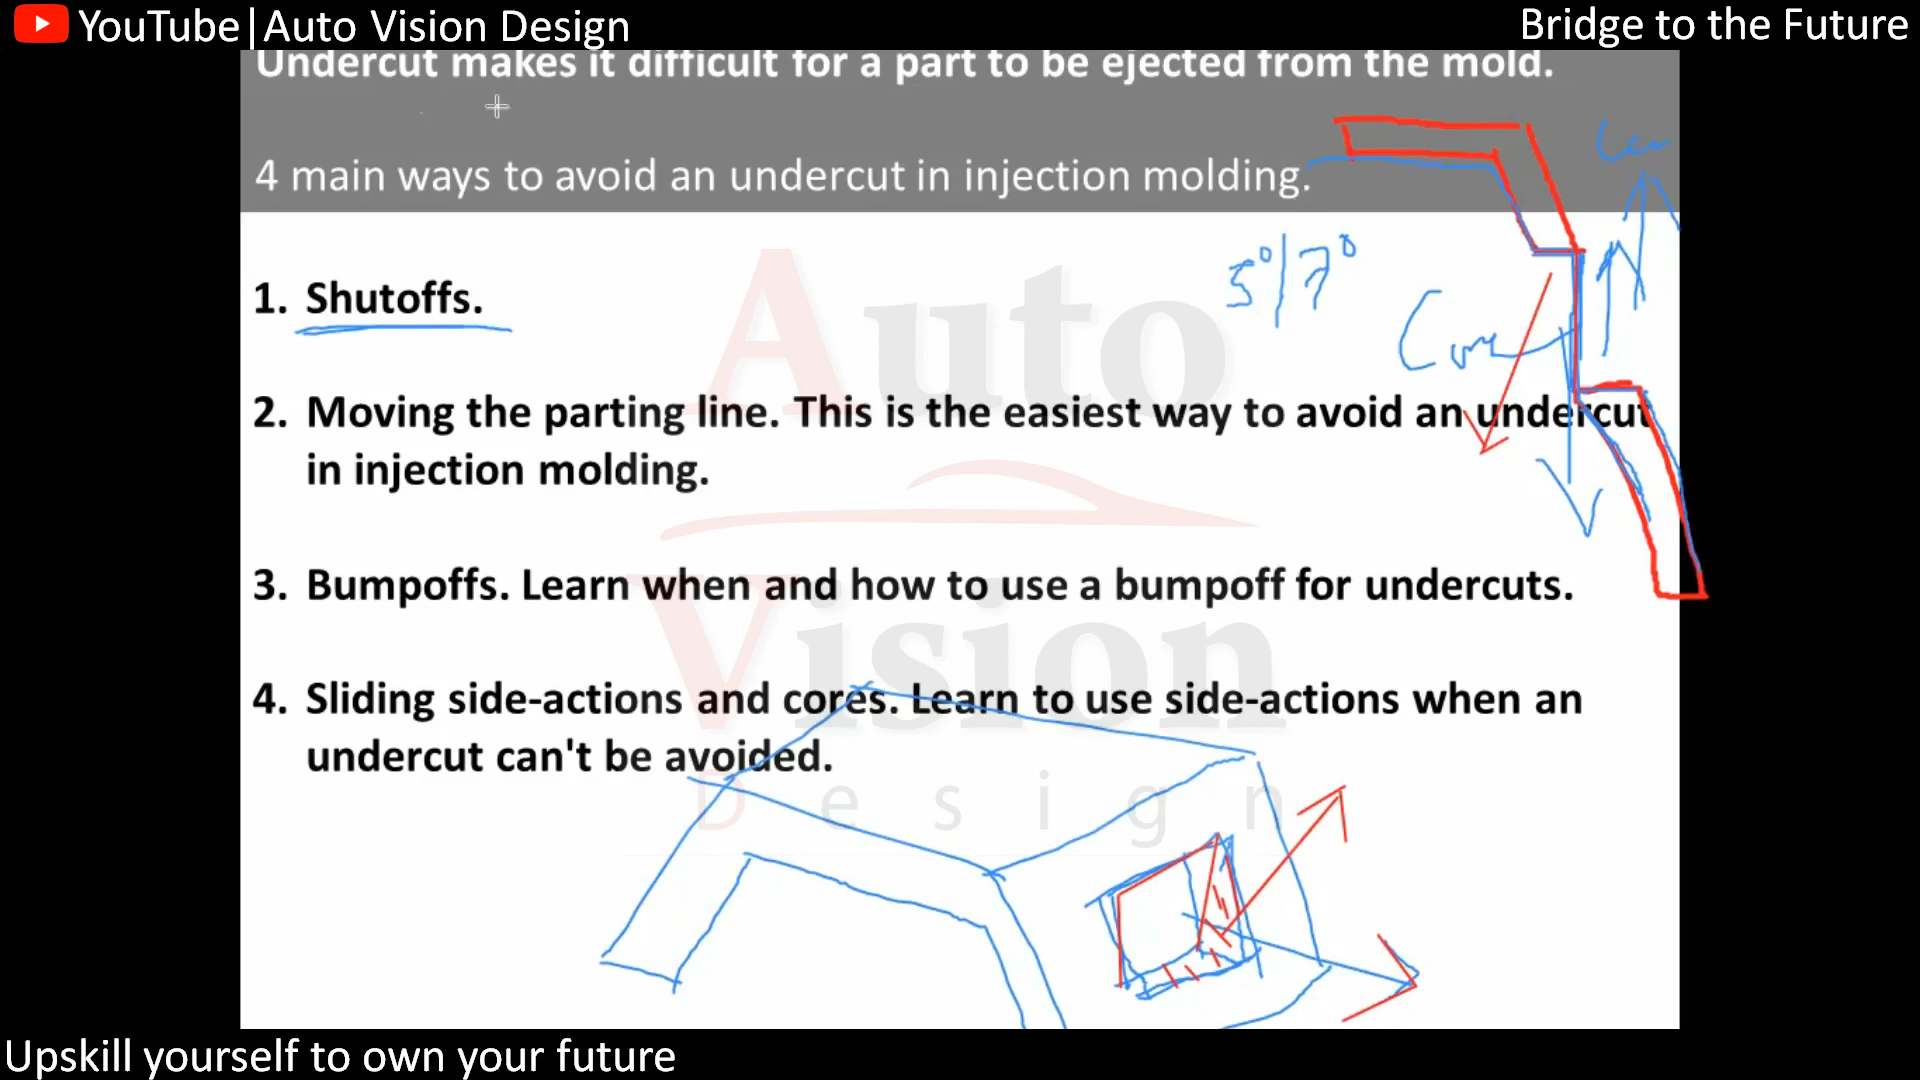 YouTube|Auto Vision Design
Bridge to the Future
Undercut makes it difficult for a part to be ejected from the mold.
4 main ways to avoid an undercut in injection molding.
5°/7°
1. Shutoffs.
Core
2. Moving the parting line. This is the easiest way to avoid an undercut
in injection molding.
3. Bumpoffs. Learn when and how to use a bumpoff for undercuts.
4. Sliding side-actions and cores. Learn to use side-actions when an
undercut can't be avoided.
Auto
Vision
Design
Upskill yourself to own your future